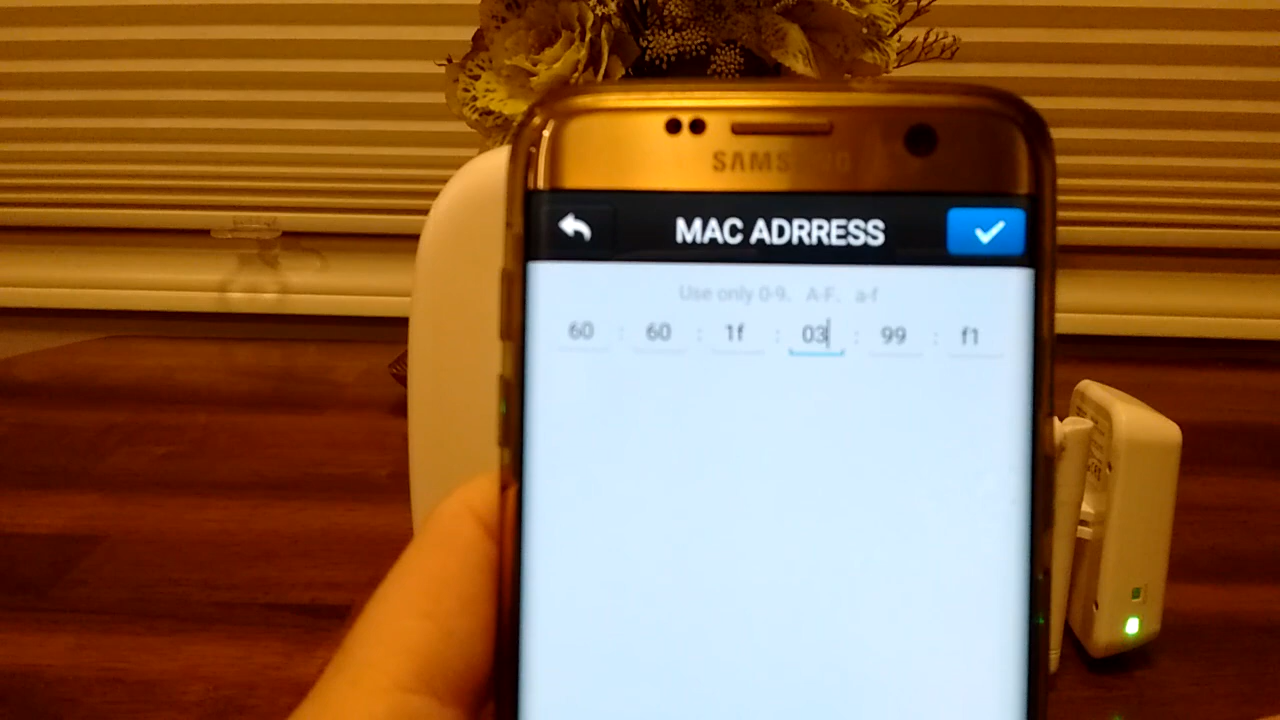 SAMSUNG
MAC ADRRESS
Use only 0-9. A-F. a-f
60 : 60 : 1f : 03 : 99 : f1